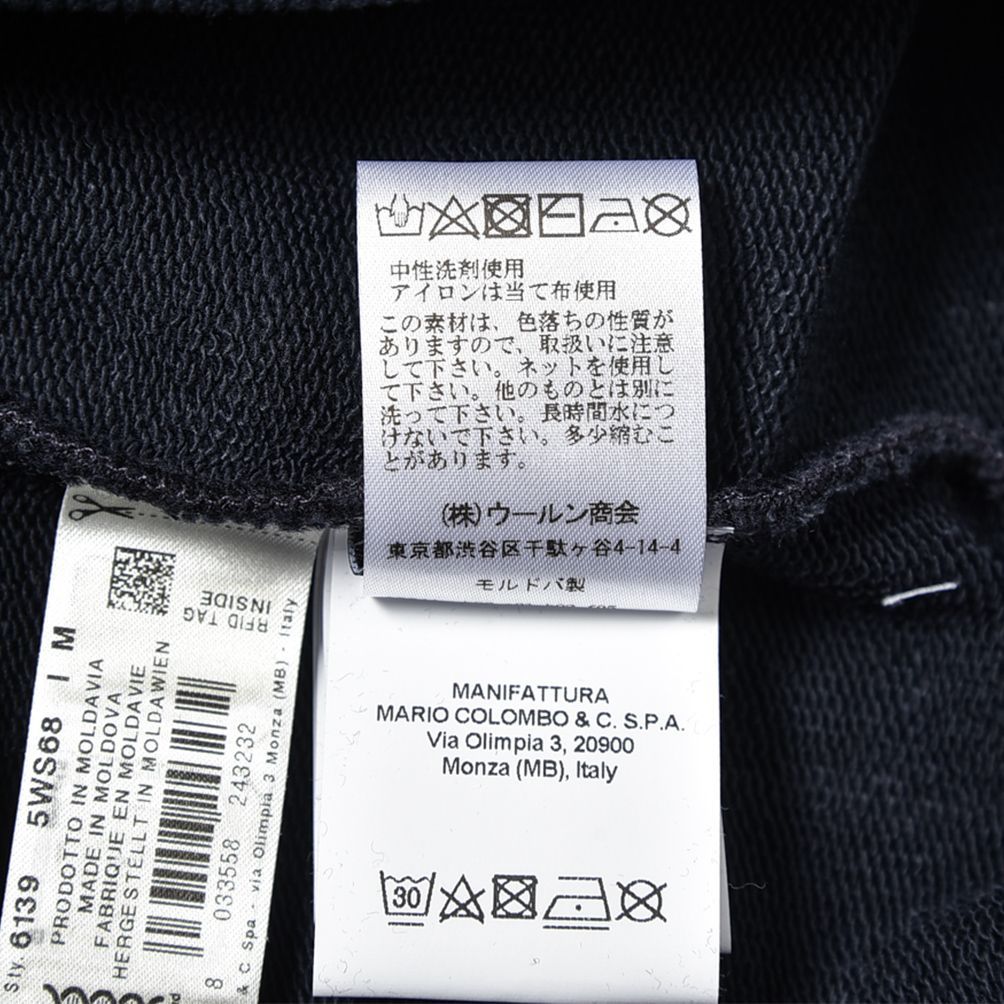 中性洗剤使用
アイロンは当て布使用
この素材は、色落ちの性質が
ありますので、取扱いに注意
して下さい。ネットを使用し
て下さい。他のものとは別に
洗って下さい。長時間水につ
けないで下さい。多少縮むこ
とがあります。
(株)ウールン商会
東京都渋谷区千駄ヶ谷4-14-4
モルドバ製
MANIFATTURA
MARIO COLOMBO & C. S.P.A.
Via Olimpia 3, 20900
Monza (MB), Italy
30
RFID TAG
INSIDE
Sty. 6139 5WS68 I M
PRODOTTO IN MOLDAVIA
MADE IN MOLDOVA
FABRIQUE EN MOLDAVIE
HERGESTELLT IN MOLDAWIEN
8 033558 243232
& C. Spa - via Olimpia 3 Monza (MB) - Italy